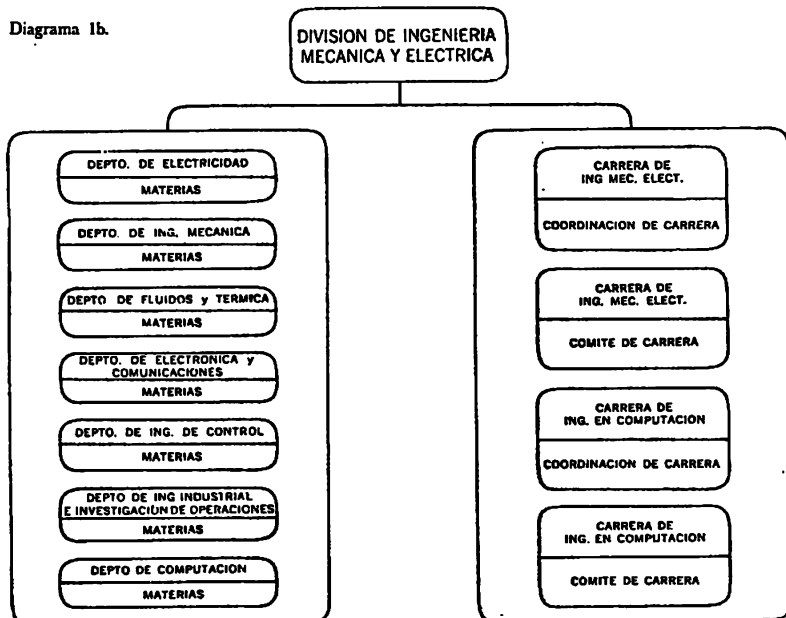 Diagrama 1b.
DIVISION DE INGENIERIA
MECANICA Y ELECTRICA
DEPTO. DE ELECTRICIDAD
MATERIAS
DEPTO. DE ING. MECANICA
MATERIAS
DEPTO DE FLUIDOS y TERMICA
MATERIAS
DEPTO. DE ELECTRONICA y
COMUNICACIONES
MATERIAS
DEPTO. DE ING. DE CONTROL
MATERIAS
DEPTO DE ING INDUSTRIAL
E INVESTIGACIÓN DE OPERACIONES
MATERIAS
DEPTO DE COMPUTACION
MATERIAS
CARRERA DE
ING MEC. ELECT.
COORDINACION DE CARRERA
CARRERA DE
ING. MEC. ELECT.
COMITE DE CARRERA
CARRERA DE
ING. EN COMPUTACION
COORDINACION DE CARRERA
CARRERA DE
ING. EN COMPUTACION
COMITE DE CARRERA